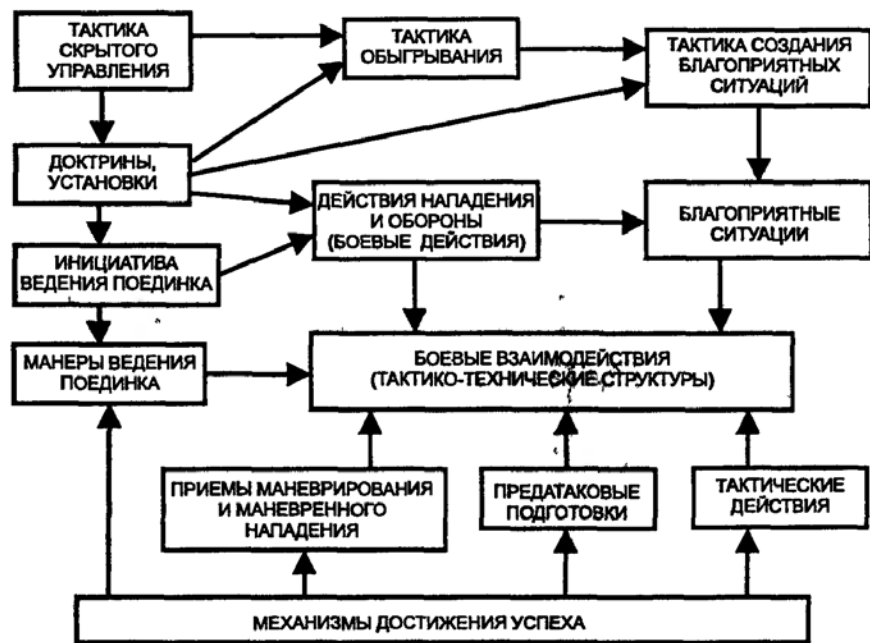 ТАКТИКА
СКРЫТОГО
УПРАВЛЕНИЯ
ТАКТИКА
ОБЫГРЫВАНИЯ
ТАКТИКА СОЗДАНИЯ
БЛАГОПРИЯТНЫХ
СИТУАЦИЙ
ДОКТРИНЫ,
УСТАНОВКИ
ДЕЙСТВИЯ НАПАДЕНИЯ
И ОБОРОНЫ
(БОЕВЫЕ ДЕЙСТВИЯ)
БЛАГОПРИЯТНЫЕ
СИТУАЦИИ
ИНИЦИАТИВА
ВЕДЕНИЯ ПОЕДИНКА
МАНЕРЫ ВЕДЕНИЯ
ПОЕДИНКА
БОЕВЫЕ ВЗАИМОДЕЙСТВИЯ
(ТАКТИКО-ТЕХНИЧЕСКИЕ СТРУКТУРЫ)
ПРИЕМЫ МАНЕВРИРОВАНИЯ
И МАНЕВРЕННОГО
НАПАДЕНИЯ
ПРЕДАТАКОВЫЕ
ПОДГОТОВКИ
ТАКТИЧЕСКИЕ
ДЕЙСТВИЯ
МЕХАНИЗМЫ ДОСТИЖЕНИЯ УСПЕХА